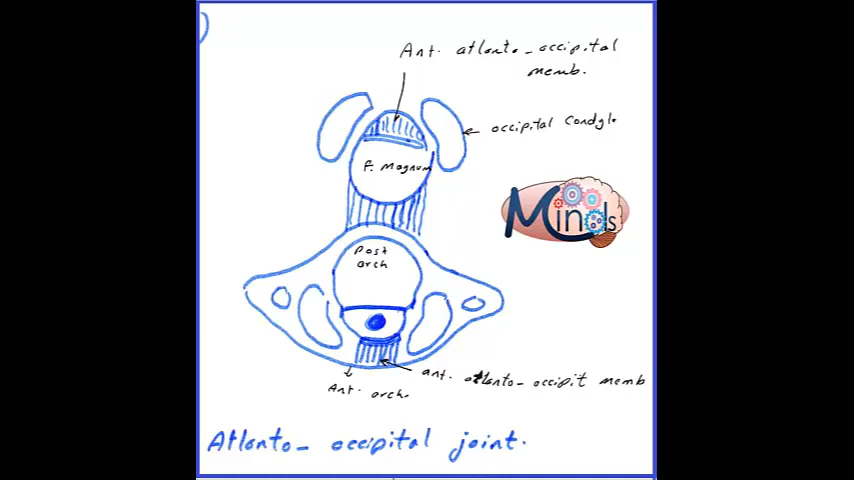 Ant. atlanto_occipital
memb.
occipital Condyle
F. Magnum
Minds
Post
arch
ant. atlanto_occipit memb
Ant. arch.
Atlanto_ occipital joint.